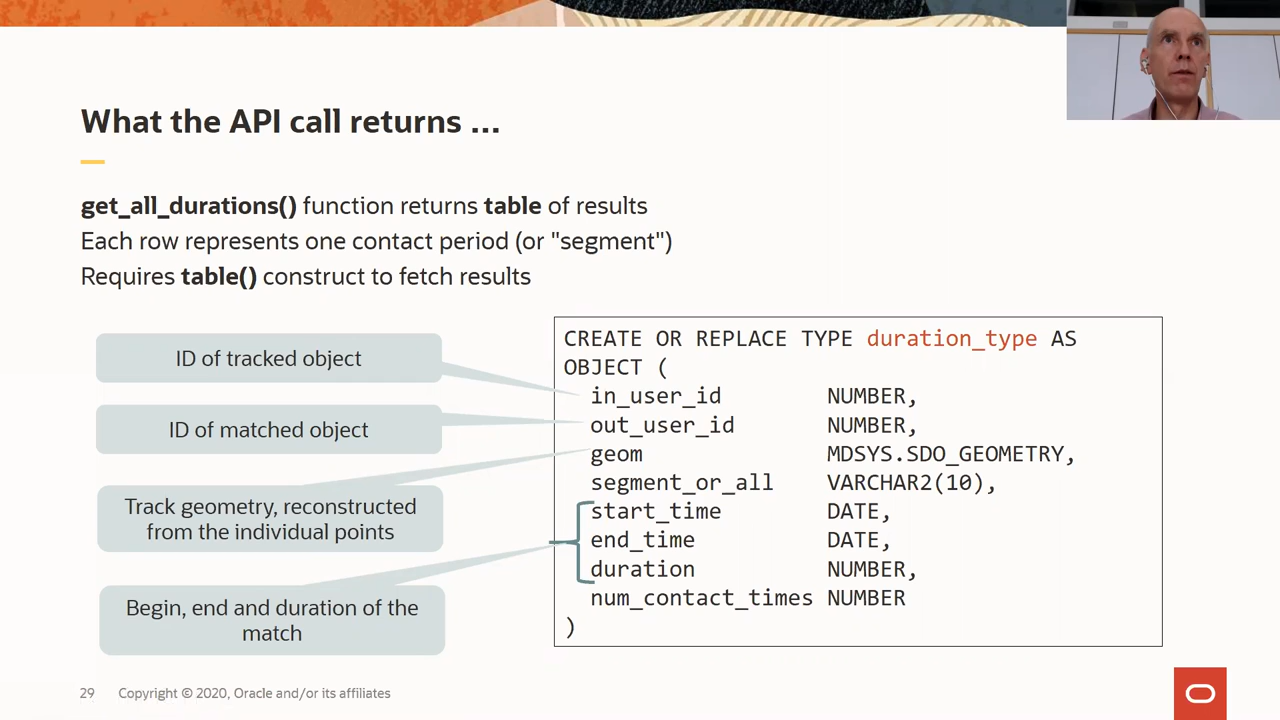 What the API call returns ...
get_all_durations() function returns table of results
Each row represents one contact period (or "segment")
Requires table() construct to fetch results
ID of tracked object
ID of matched object
Track geometry, reconstructed
from the individual points
Begin, end and duration of the
match
CREATE OR REPLACE TYPE duration_type AS
OBJECT (
in_user_id NUMBER,
out_user_id NUMBER,
geom MDSYS.SDO_GEOMETRY,
segment_or_all VARCHAR2(10),
start_time DATE,
end_time DATE,
duration NUMBER,
num_contact_times NUMBER
)
29 Copyright © 2020, Oracle and/or its affiliates